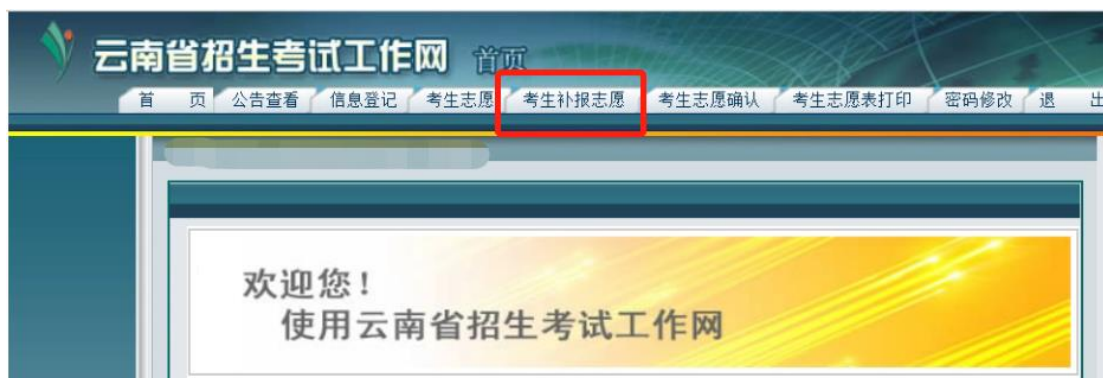 云南省招生考试工作网 首页
首 页 公告查看 信息登记 考生志愿 考生补报志愿 考生志愿确认 考生志愿表打印 密码修改 退 出
欢迎您！
使用云南省招生考试工作网